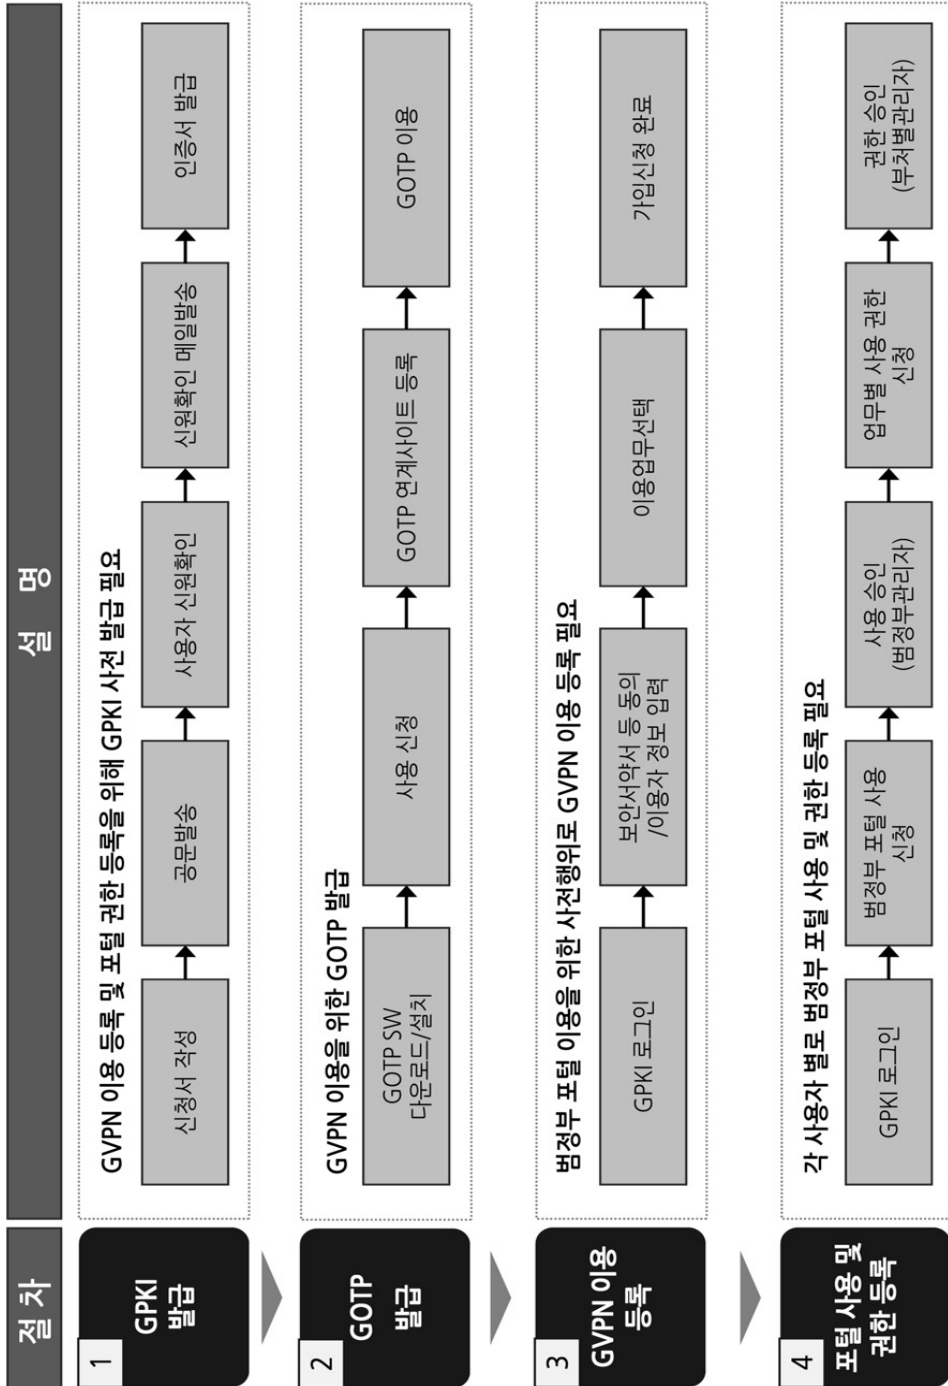 절차
설 명
1
GPKI
발급
GVPN 이용 등록 및 포털 권한 등록을 위해 GPKI 사전 발급 필요
신청서 작성
공문발송
사용자 신원확인
신원확인 메일발송
인증서 발급
2
GOTP
발급
GVPN 이용을 위한 GOTP 발급
GOTP SW
다운로드/설치
사용 신청
GOTP 연계사이트 등록
GOTP 이용
3
GVPN 이용
등록
범정부 포털 이용을 위한 사전행위로 GVPN 이용 등록 필요
GPKI 로그인
보안서약서 등 동의
/이용자 정보 입력
이용업무선택
가입신청 완료
4
포털 사용 및
권한 등록
각 사용자 별로 범정부 포털 사용 및 권한 등록 필요
GPKI 로그인
범정부 포털 사용
신청
사용 승인
(범정부관리자)
업무별 사용 권한
신청
권한 승인
(부처별관리자)